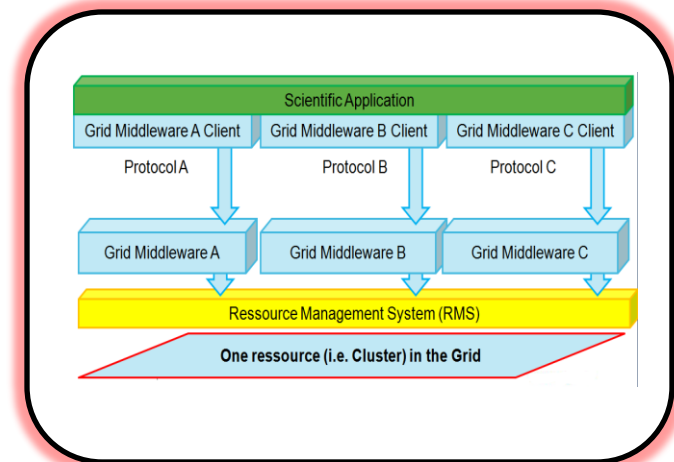 Scientific Application
Grid Middleware A Client Grid Middleware B Client Grid Middleware C Client
Protocol A Protocol B Protocol C
Grid Middleware A Grid Middleware B Grid Middleware C
Ressource Management System (RMS)
One ressource (i.e. Cluster) in the Grid